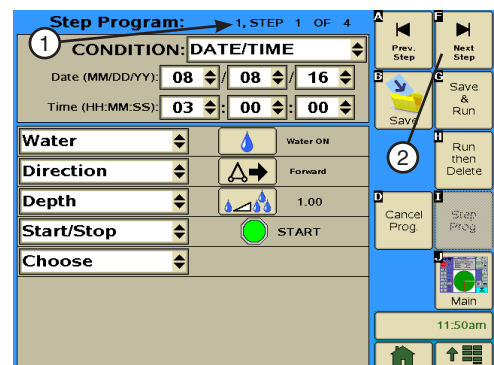 Step Program: 1, STEP 1 OF 4
1
CONDITION: DATE/TIME
Date (MM/DD/YY): 08 / 08 / 16
Time (HH:MM:SS): 03 : 00 : 00
Water Water ON
Direction Forward
Depth 1.00
Start/Stop START
Choose
A
Prev.
Step
F
Next
Step
B
Save
G
Save
&
Run
2
H
Run
then
Delete
D
Cancel
Prog.
I
Step
Prog
J
Main
11:50am